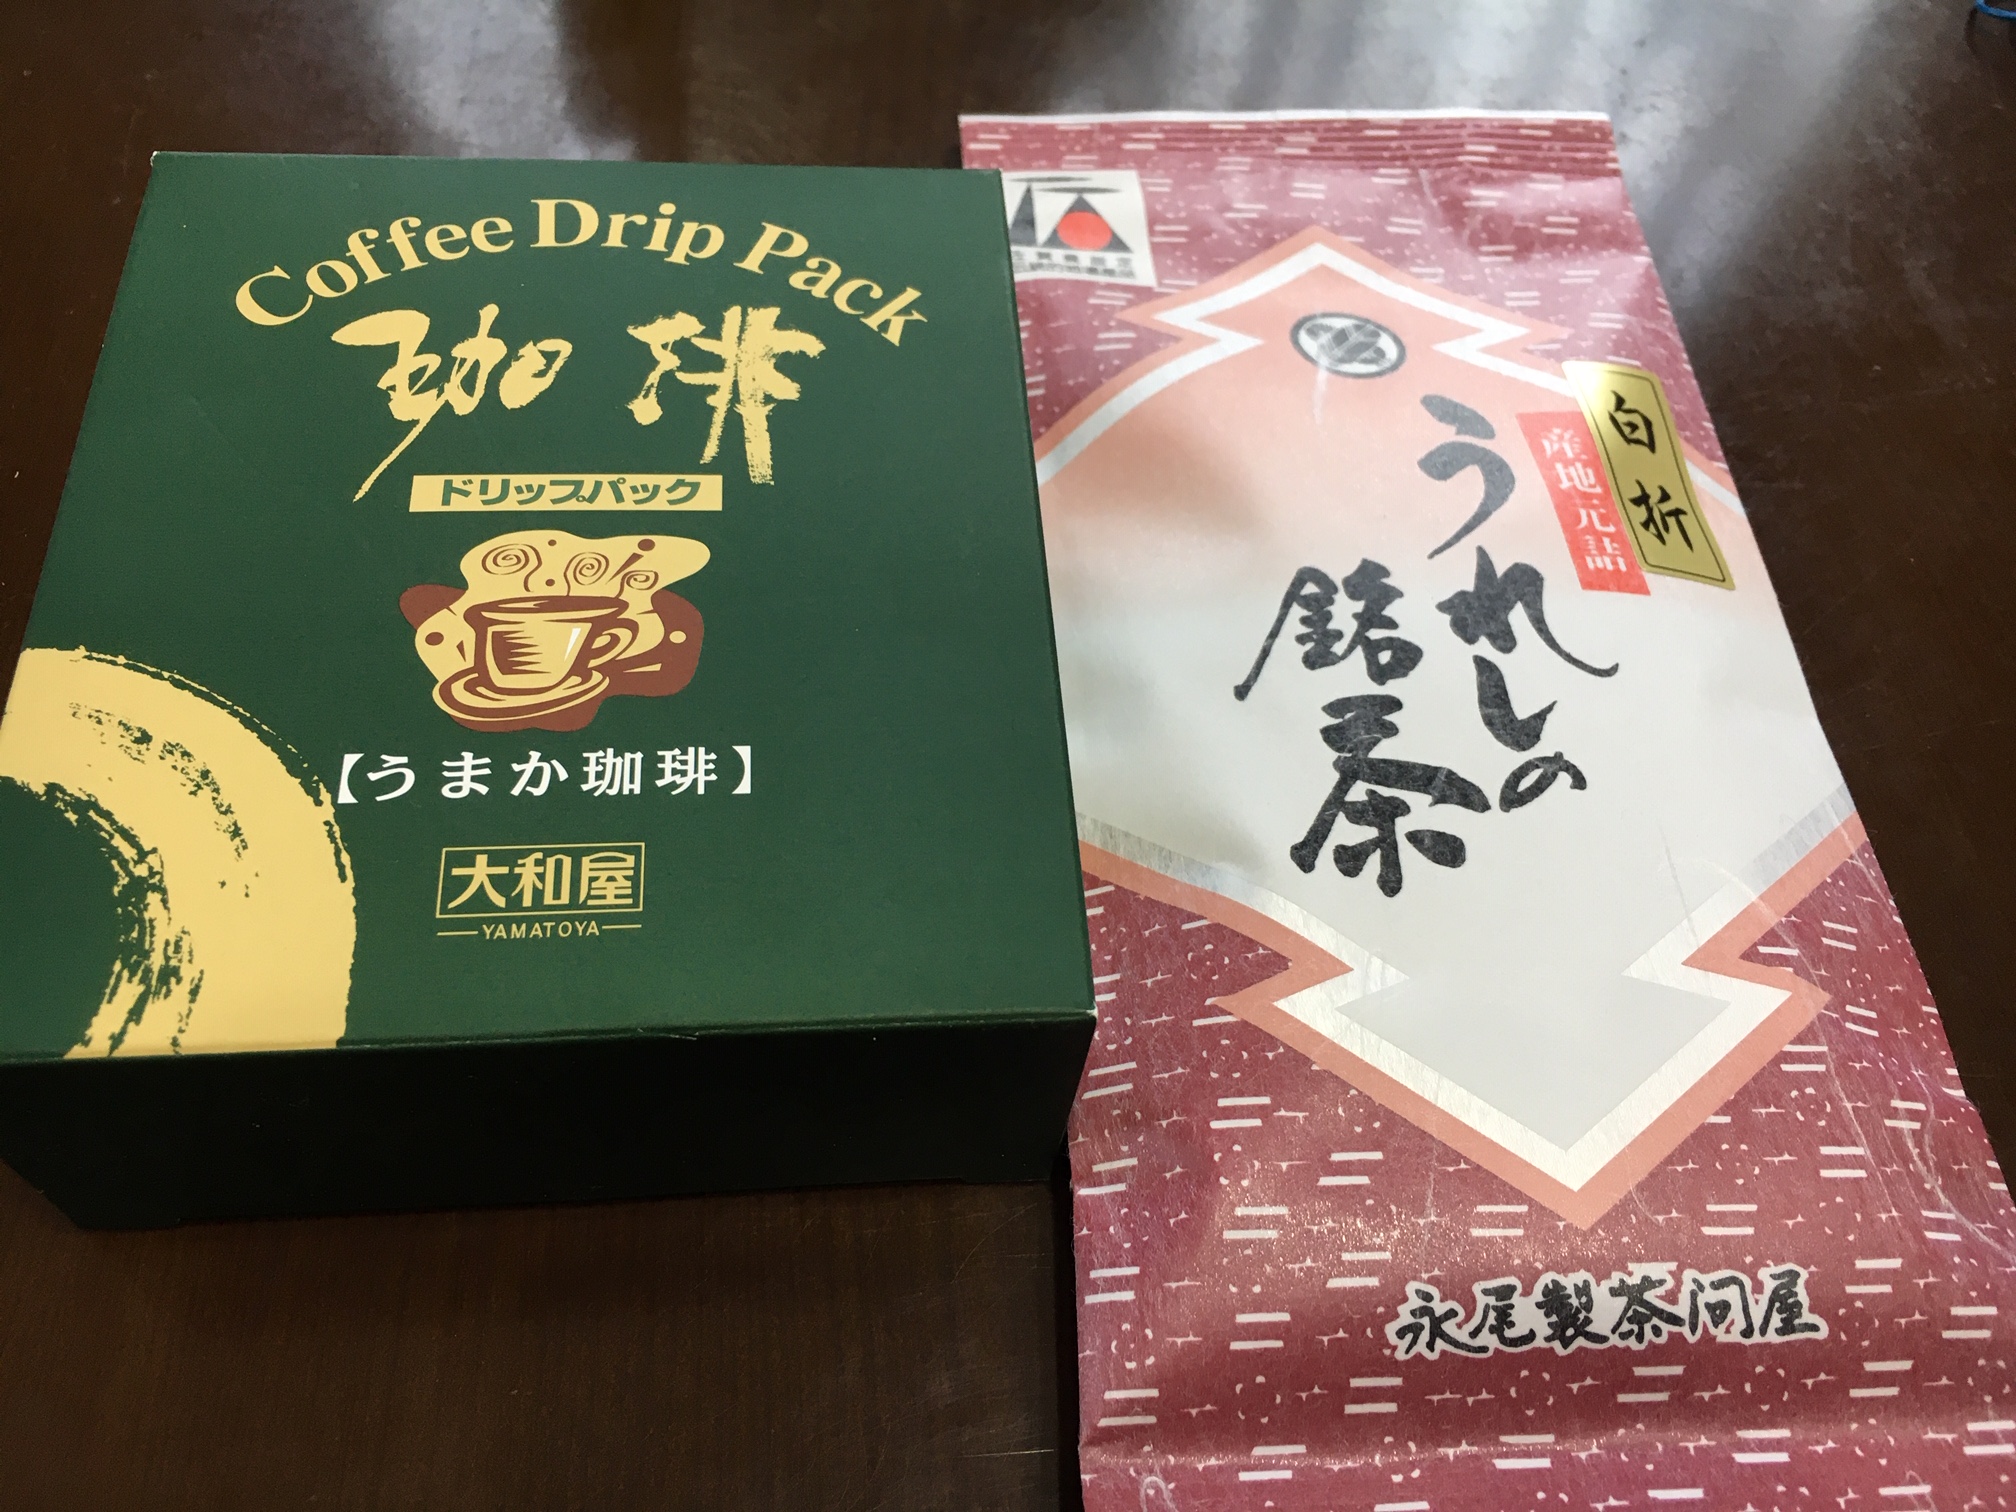 Coffee Drip Pack
珈琲
ドリップパック
【うまか珈琲】
大和屋
YAMATOYA
白折
産地元詰
うれしの
銘茶
永尾製茶问屋